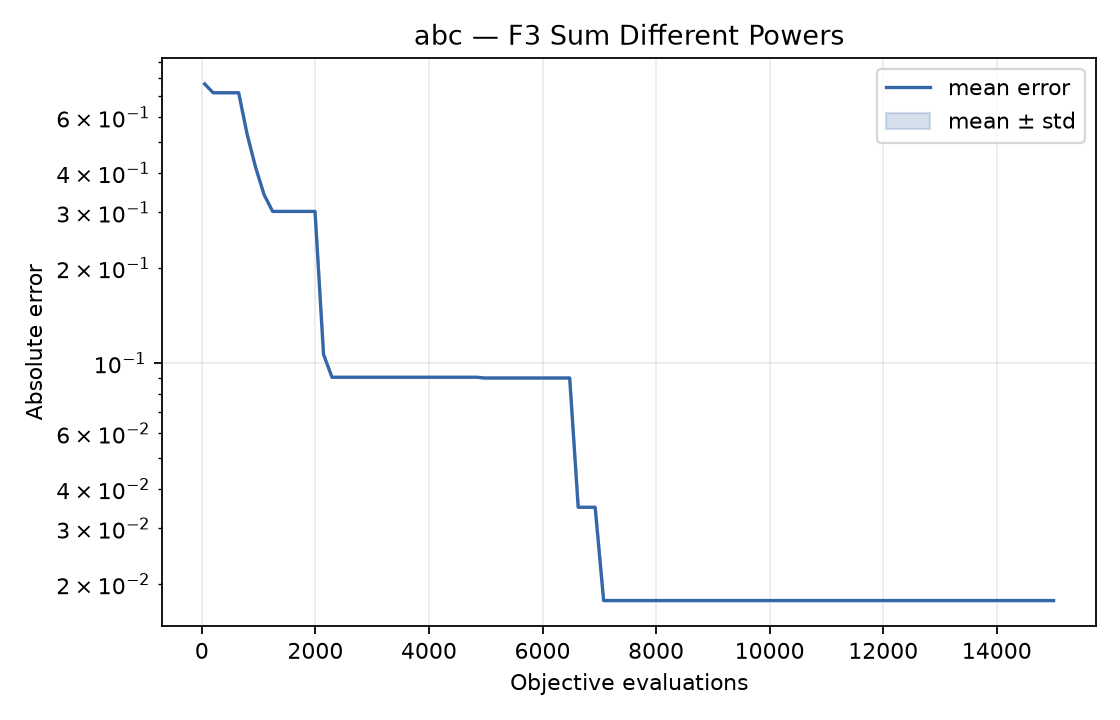 abc — F3 Sum Different Powers
mean error
mean ± std
Absolute error
6 × 10⁻¹
4 × 10⁻¹
3 × 10⁻¹
2 × 10⁻¹
10⁻¹
6 × 10⁻²
4 × 10⁻²
3 × 10⁻²
2 × 10⁻²
0 2000 4000 6000 8000 10000 12000 14000
Objective evaluations